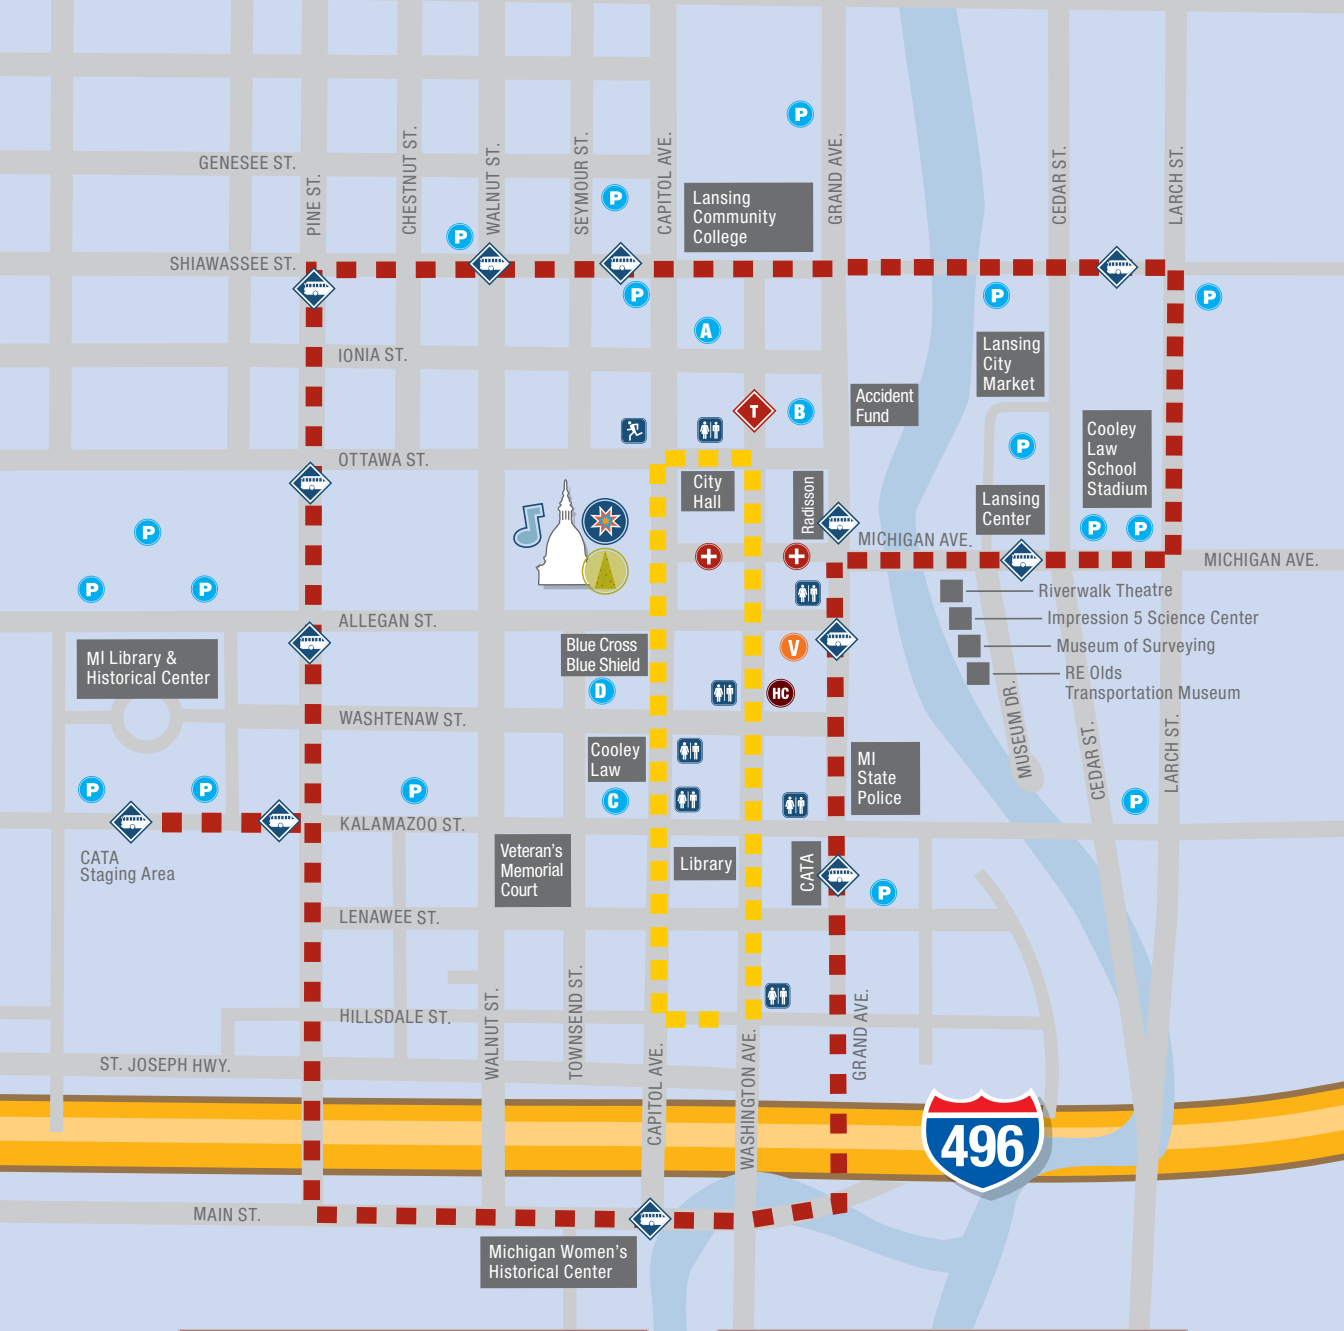 P
GENESEE ST.
PINE ST.
CHESTNUT ST.
WALNUT ST.
SEYMOUR ST.
CAPITOL AVE.
GRAND AVE.
CEDAR ST.
LARCH ST.
P
Lansing
Community
College
P
SHIAWASSEE ST.
P
P
P
A
IONIA ST.
Lansing
City
Market
T
B
Accident
Fund
Cooley
Law
School
Stadium
P
OTTAWA ST.
City
Hall
Radisson
Lansing
Center
P
P
P
MICHIGAN AVE.
MICHIGAN AVE.
P
P
Riverwalk Theatre
Impression 5 Science Center
Museum of Surveying
RE Olds
Transportation Museum
ALLEGAN ST.
MI Library &
Historical Center
Blue Cross
Blue Shield
V
D
HC
WASHTENAW ST.
MUSEUM DR.
CEDAR ST.
LARCH ST.
Cooley
Law
MI
State
Police
P
P
P
C
P
KALAMAZOO ST.
CATA
Staging Area
Veteran's
Memorial
Court
Library
CATA
P
LENAWEE ST.
HILLSDALE ST.
WALNUT ST.
TOWNSEND ST.
CAPITOL AVE.
WASHINGTON AVE.
GRAND AVE.
ST. JOSEPH HWY.
496
MAIN ST.
Michigan Women's
Historical Center